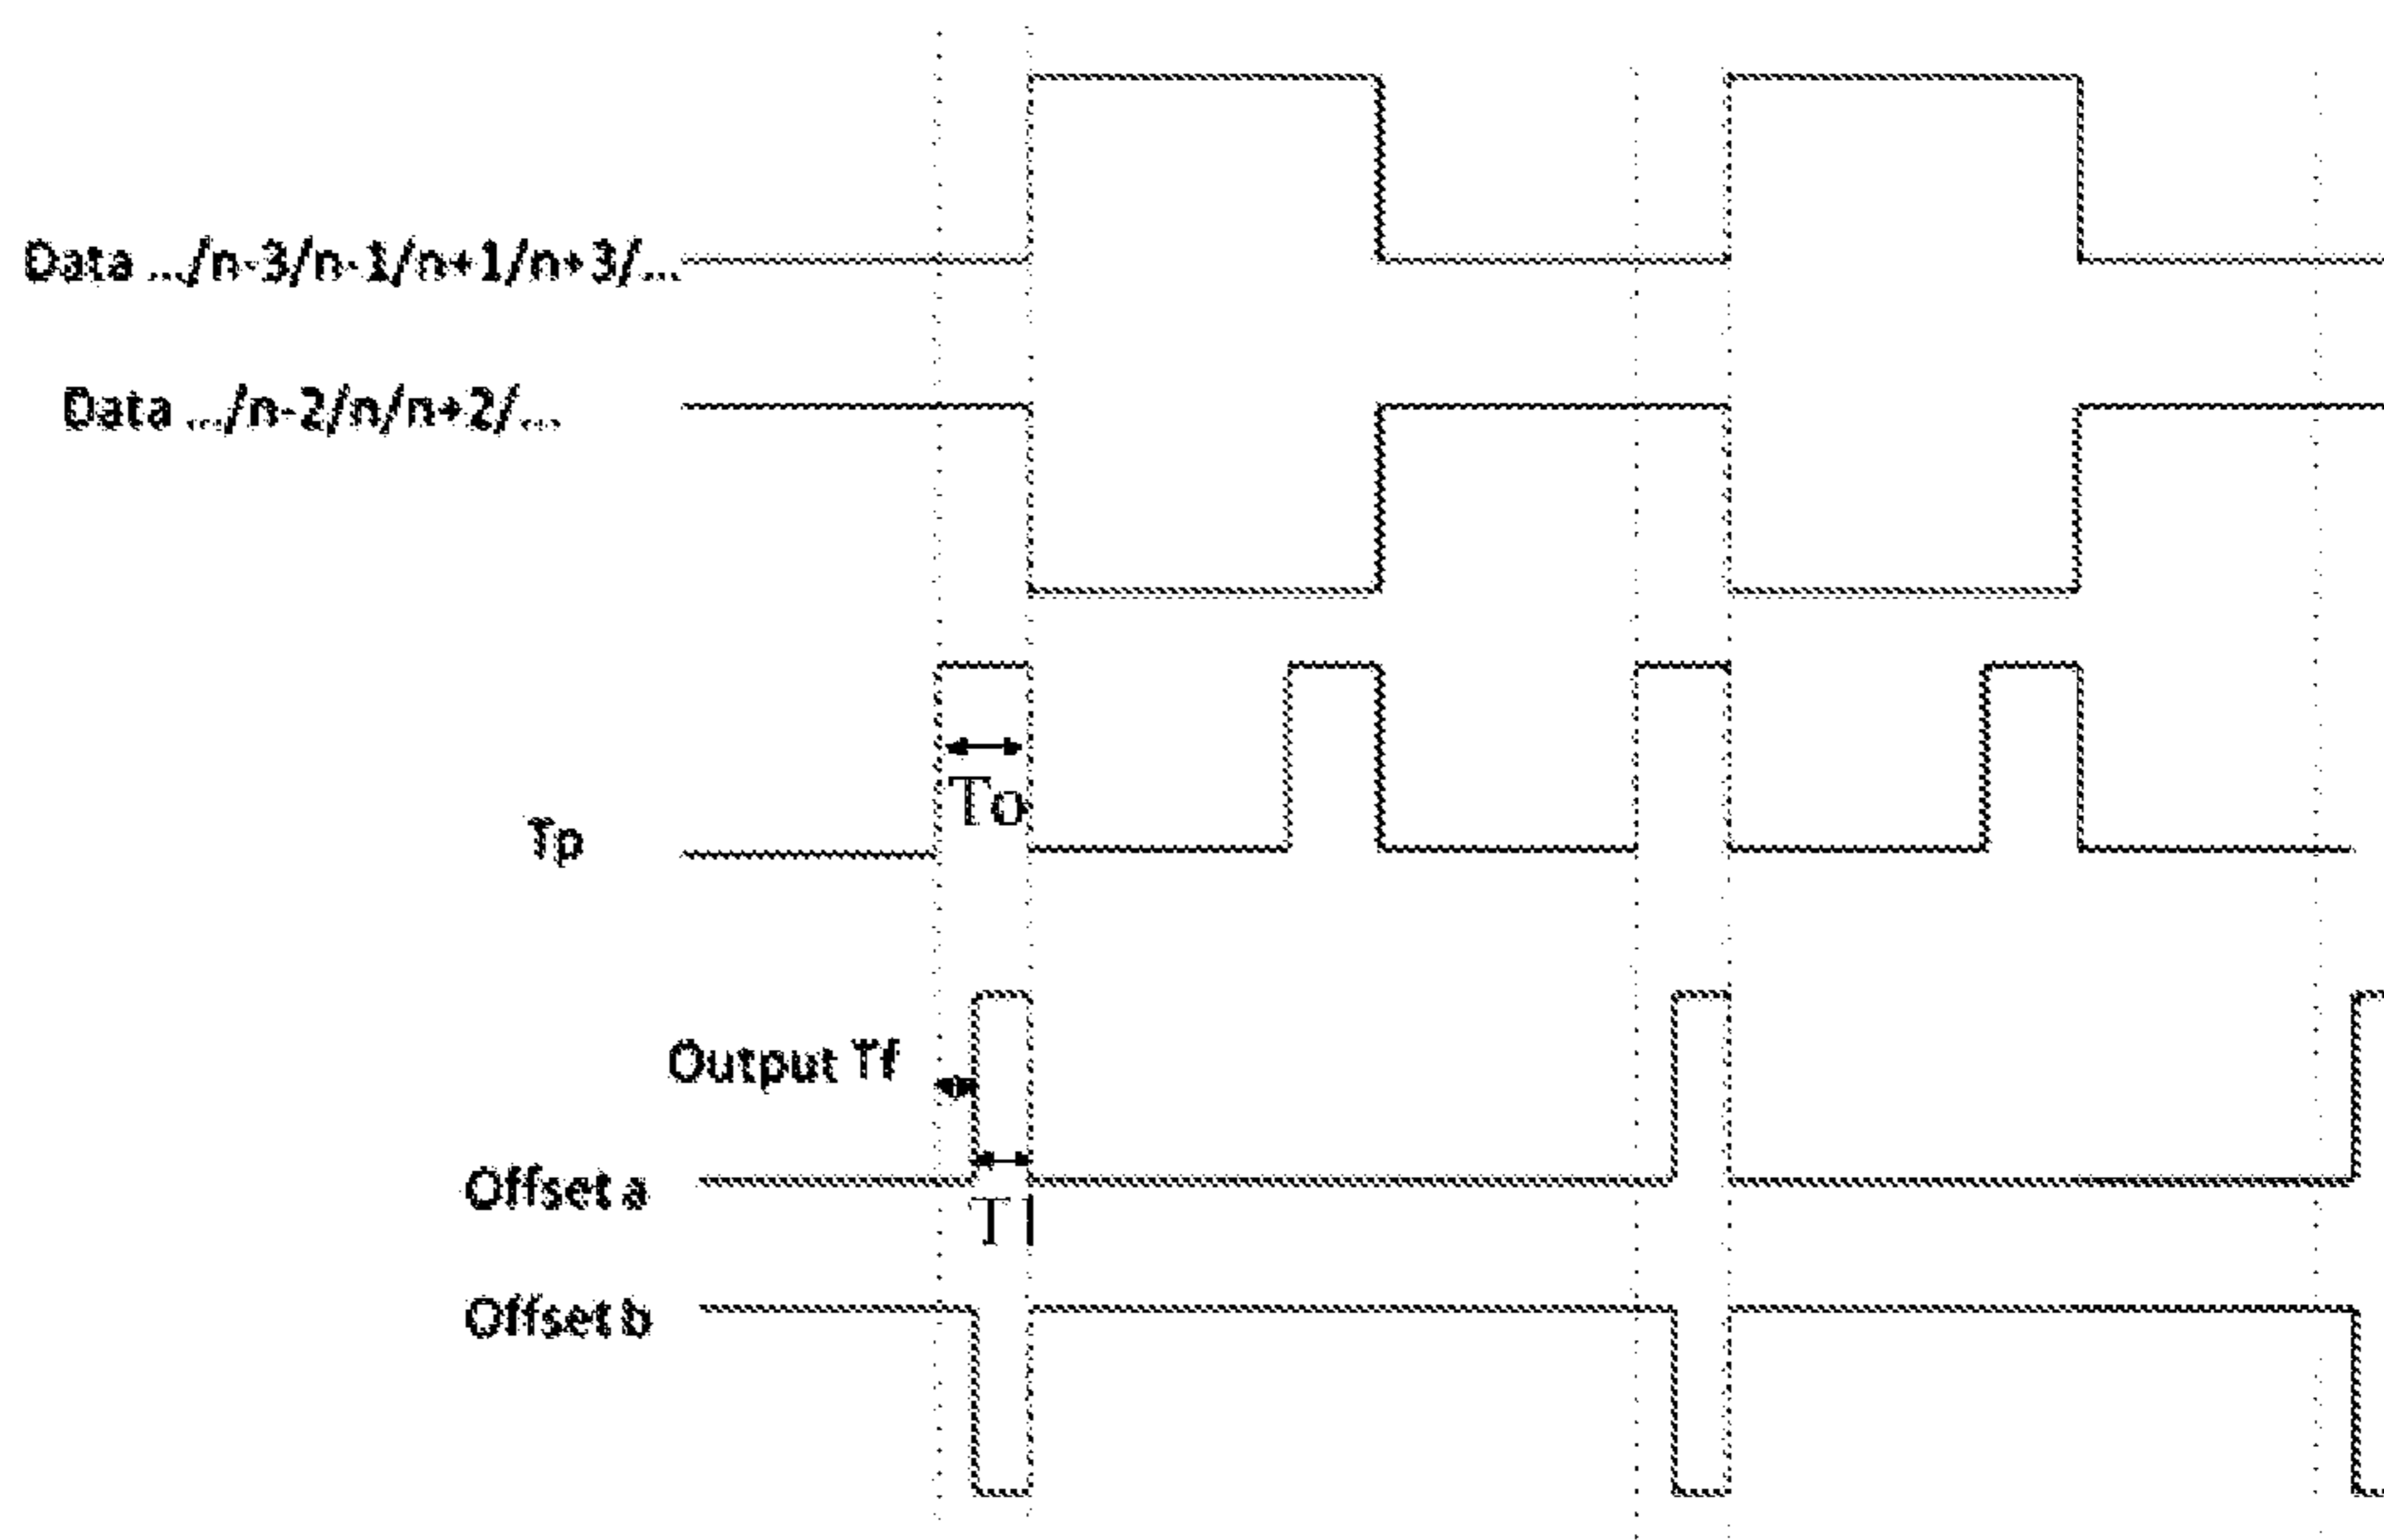 Data .../n-3/n-1/n+1/n+3/...
Data .../n-2/n/n+2/...
To
Tp
Output Tf
Offset a
T1
Offset b